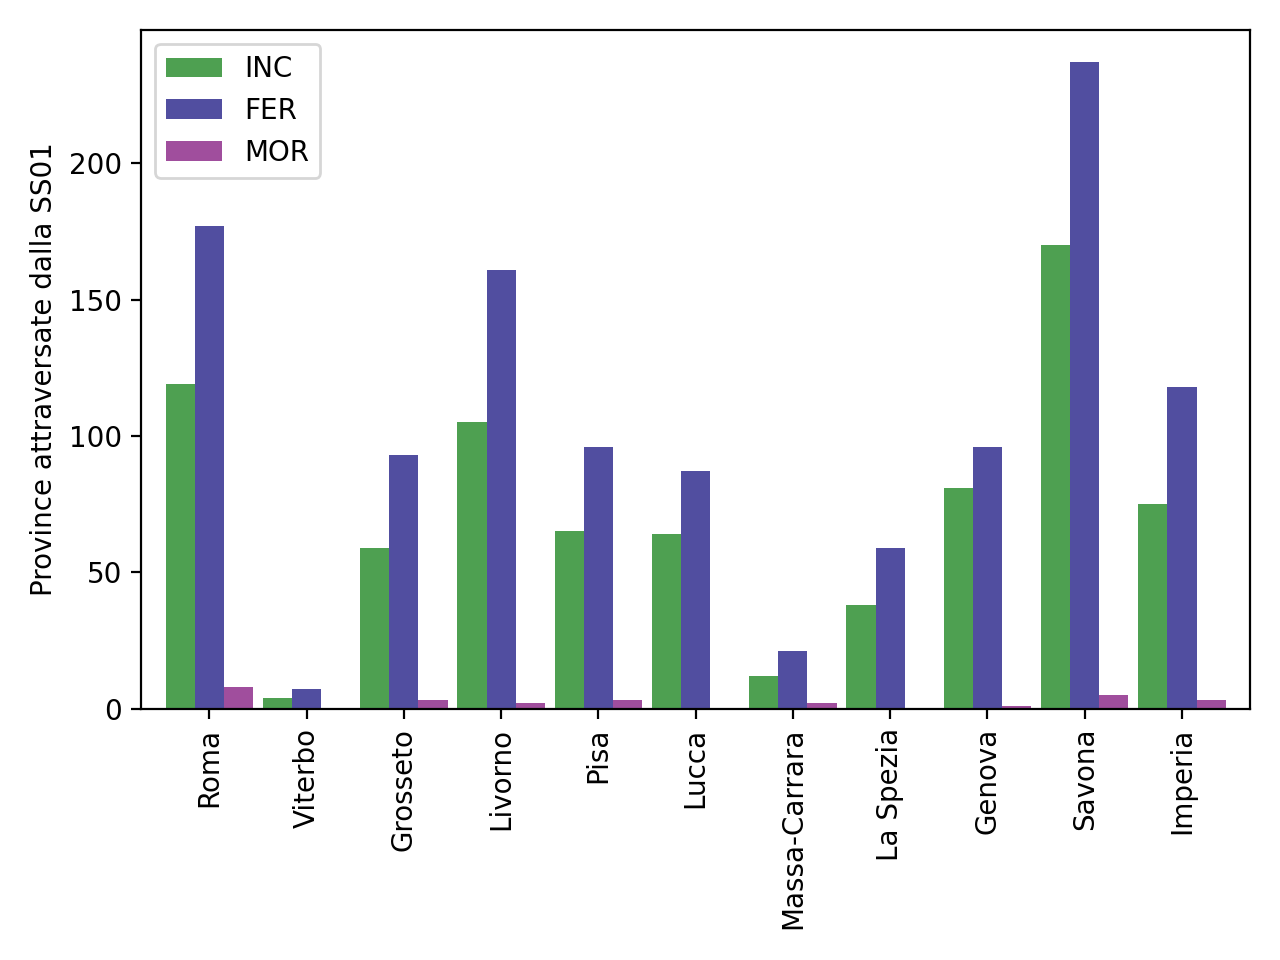 INC
FER
MOR
Province attraversate dalla SS01
200
150
100
50
0
Roma
Viterbo
Grosseto
Livorno
Pisa
Lucca
Massa-Carrara
La Spezia
Genova
Savona
Imperia